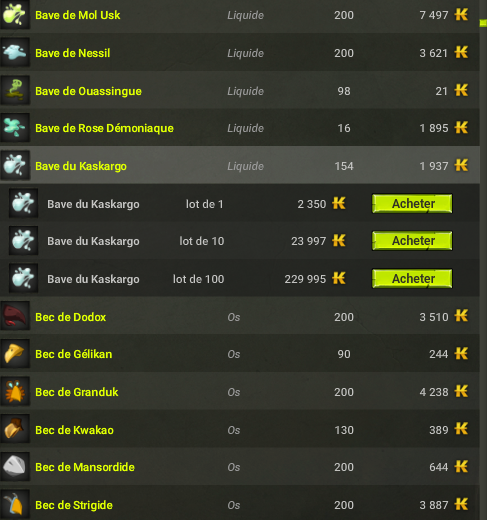 Bave de Mol Usk Liquide 200 7 497
Bave de Nessil Liquide 200 3 621
Bave de Ouassingue Liquide 98 21
Bave de Rose Démoniaque Liquide 16 1 895
Bave du Kaskargo Liquide 154 1 937
Bave du Kaskargo lot de 1 2 350 Acheter
Bave du Kaskargo lot de 10 23 997 Acheter
Bave du Kaskargo lot de 100 229 995 Acheter
Bec de Dodox Os 200 3 510
Bec de Gélikan Os 90 244
Bec de Granduk Os 200 4 238
Bec de Kwakao Os 130 389
Bec de Mansordide Os 200 644
Bec de Strigide Os 200 3 887